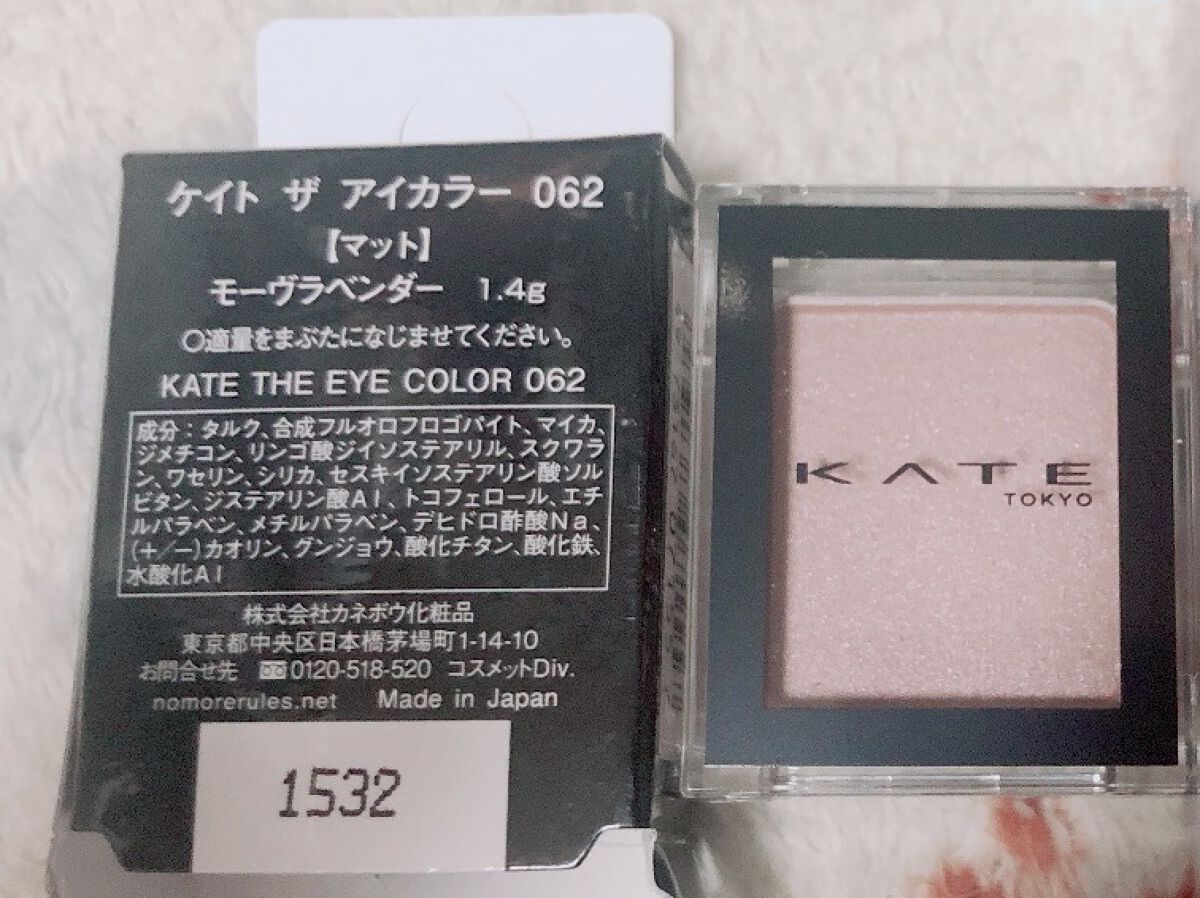 ケイト ザ アイカラー 062
【マット】
モーヴラベンダー 1.4g
○適量をまぶたになじませてください。
KATE THE EYE COLOR 062
成分：タルク、合成フルオロフロゴパイト、マイカ、
ジメチコン、リンゴ酸ジイソステアリル、スクワラ
ン、ワセリン、シリカ、セスキイソステアリン酸ソル
ビタン、ジステアリン酸Al、トコフェロール、エチ
ルパラベン、メチルパラベン、デヒドロ酢酸Na、
(＋/－)カオリン、グンジョウ、酸化チタン、酸化鉄、
水酸化Al
株式会社カネボウ化粧品
東京都中央区日本橋茅場町1-14-10
お問合せ先 0120-518-520 コスメットDiv.
nomorerules.net Made in Japan
1532
KATE
TOKYO